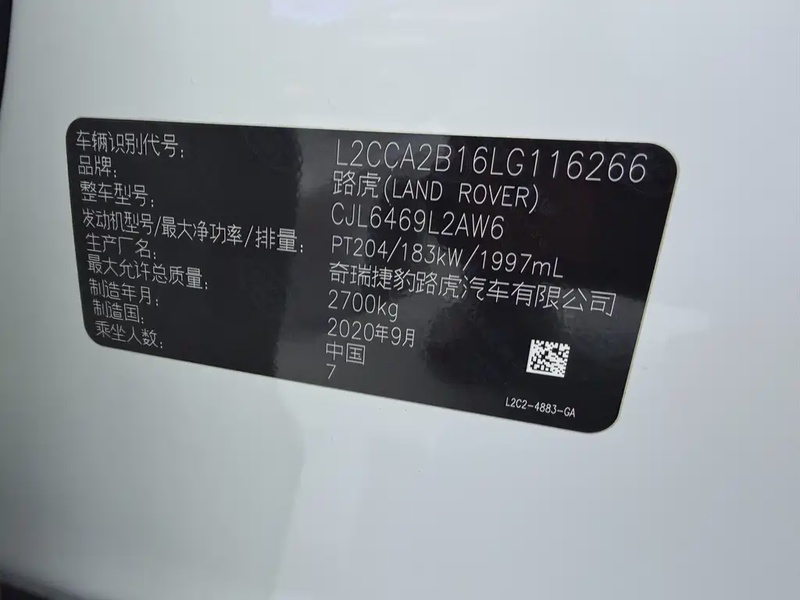 车辆识别代号: L2CCA2B16LG116266
品牌: 路虎(LAND ROVER)
整车型号: CJL6469L2AW6
发动机型号/最大净功率/排量: PT204/183kW/1997mL
生产厂名: 奇瑞捷豹路虎汽车有限公司
最大允许总质量: 2700kg
制造年月: 2020年9月
制造国: 中国
乘坐人数: 7
L2C2-4883-GA